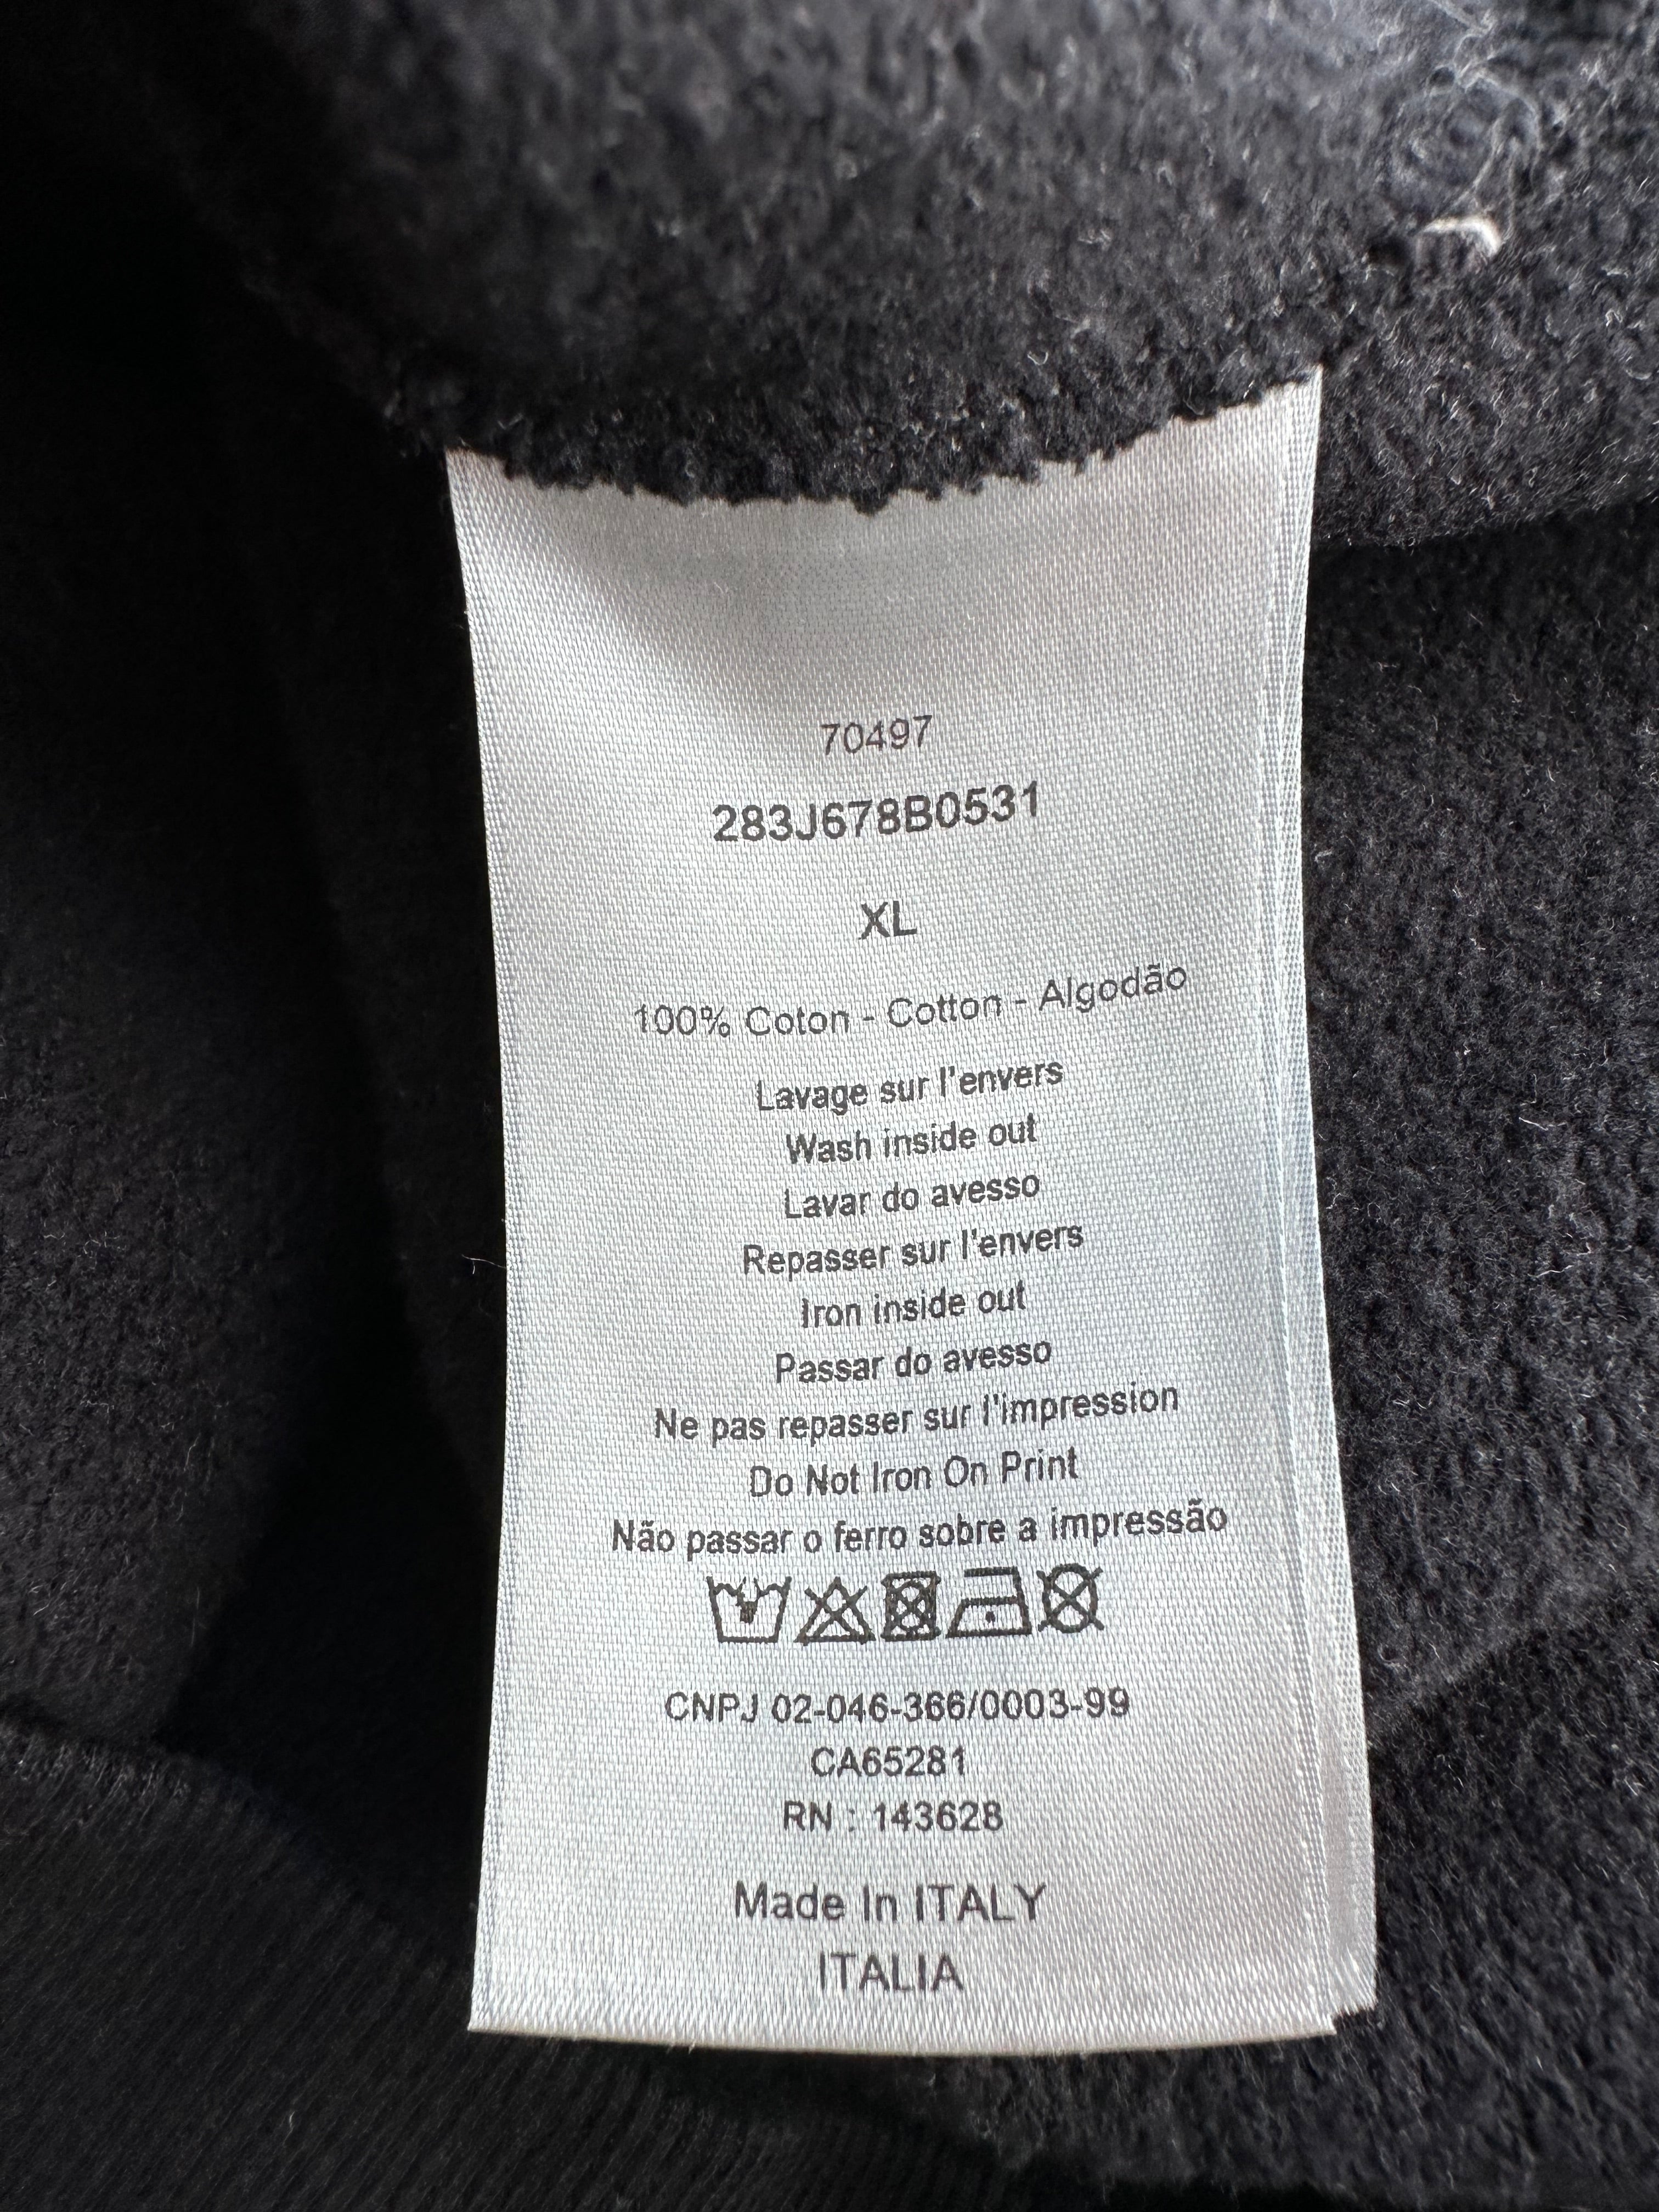 70497
283J678B0531
XL
100% Coton - Cotton - Algodão
Lavage sur l'envers
Wash inside out
Lavar do avesso
Repasser sur l'envers
Iron inside out
Passar do avesso
Ne pas repasser sur l'impression
Do Not Iron On Print
Não passar o ferro sobre a impressão
CNPJ 02-046-366/0003-99
CA65281
RN : 143628
Made In ITALY
ITALIA